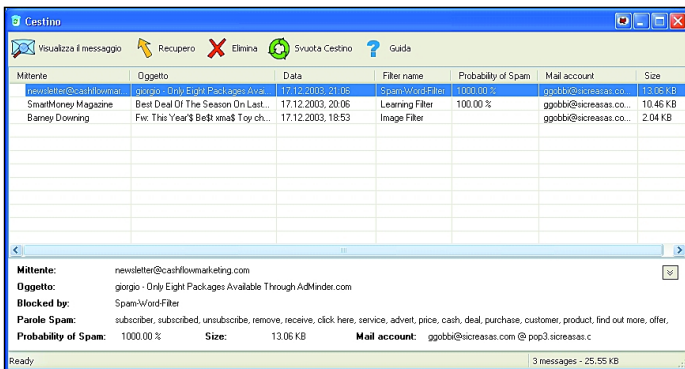 Cestino
Visualizza il messaggio Recupero Elimina Svuota Cestino Guida
Mittente Oggetto Data Filter name Probability of Spam Mail account Size
newsletter@cashflowmar... giorgio - Only Eight Packages Avai... 17.12.2003, 21:06 Spam-Word-Filter 1000.00 % ggobbi@sicreasas.co... 13.06 KB
SmartMoney Magazine Best Deal Of The Season On Last... 17.12.2003, 20:06 Learning Filter 100.00 % ggobbi@sicreasas.co... 10.46 KB
Barney Downing Fw: This Year'$ Be$t xma$ Toy ch... 17.12.2003, 18:53 Image Filter ggobbi@sicreasas.co... 2.04 KB
Mittente: newsletter@cashflowmarketing.com
Oggetto: giorgio - Only Eight Packages Available Through AdMinder.com
Blocked by: Spam-Word-Filter
Parole Spam: subscriber, subscribed, unsubscribe, remove, receive, click here, service, advert, price, cash, deal, purchase, customer, product, find out more, offer,
Probability of Spam: 1000.00 % Size: 13.06 KB Mail account: ggobbi@sicreasas.com @ pop3.sicreasas.c
Ready 3 messages - 25.55 KB